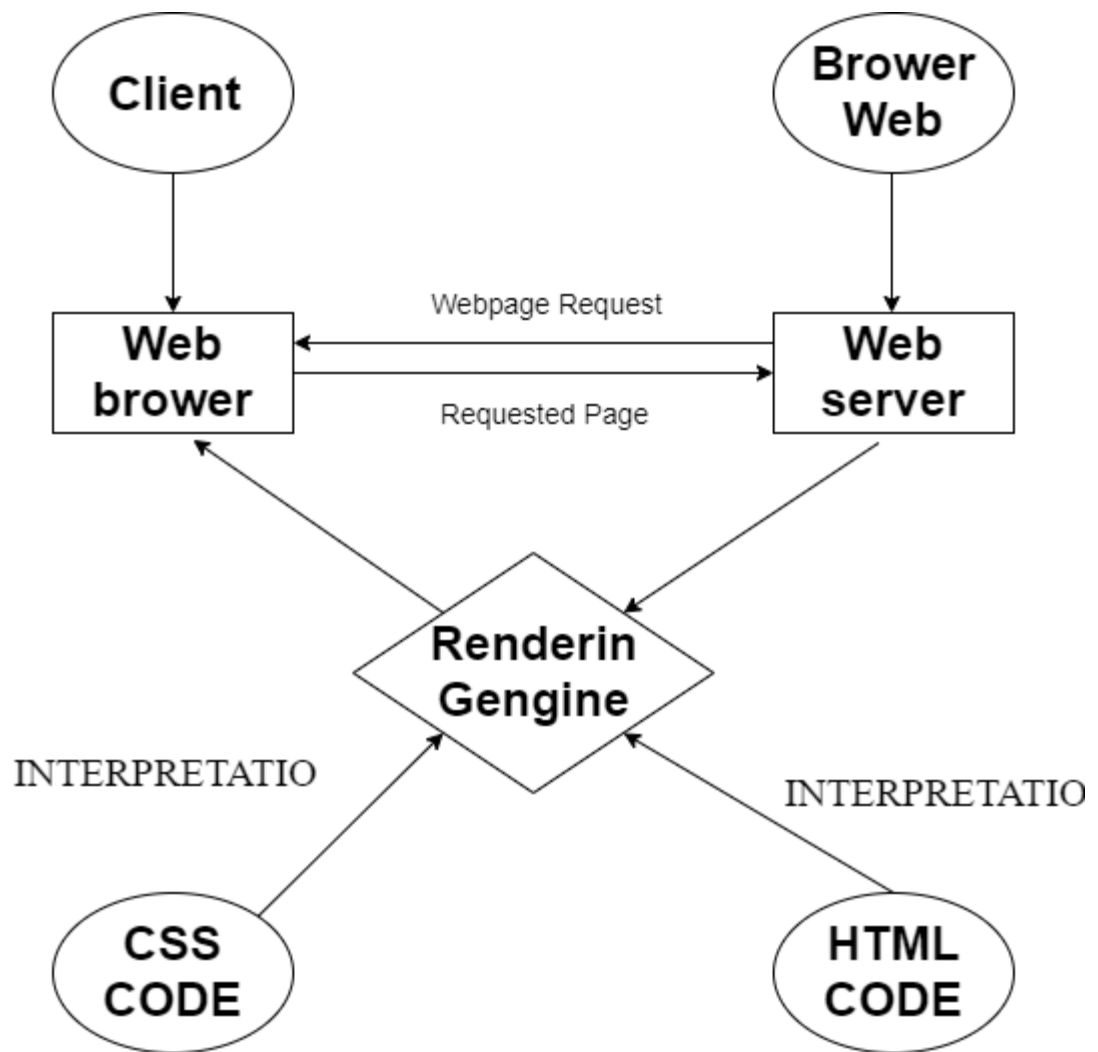 Client
Brower
Web
Webpage Request
Web
brower
Web
server
Requested Page
Renderin
Gengine
INTERPRETATIO
INTERPRETATIO
CSS
CODE
HTML
CODE